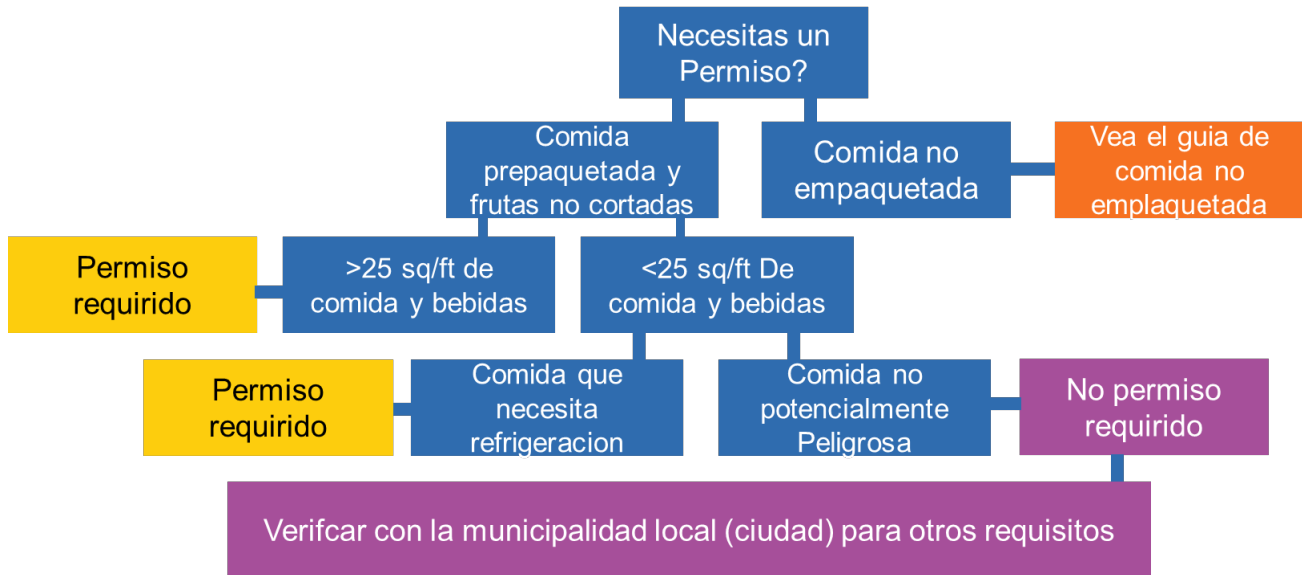 Necesitas un
Permiso?
Comida
prepaquetada y
frutas no cortadas
Comida no
empaquetada
Vea el guia de
comida no
emplaquetada
Permiso
requirido
>25 sq/ft de
comida y bebidas
<25 sq/ft De
comida y bebidas
Permiso
requirido
Comida que
necesita
refrigeracion
Comida no
potencialmente
Peligrosa
No permiso
requirido
Verifcar con la municipalidad local (ciudad) para otros requisitos